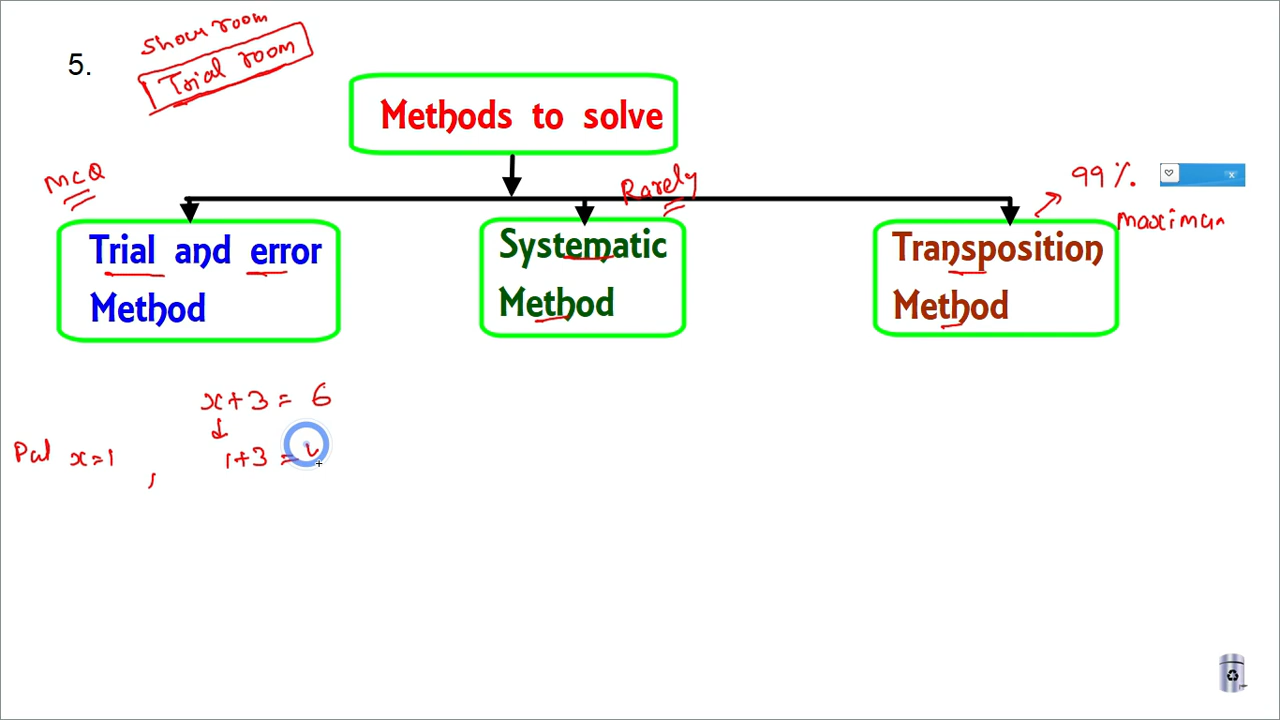 5.
Show room
Trial room
Methods to solve
MCQ
Rarely
99%.
maximum
Trial and error
Method
Systematic
Method
Transposition
Method
x+3 = 6
Put x=1 , 1+3 = 4